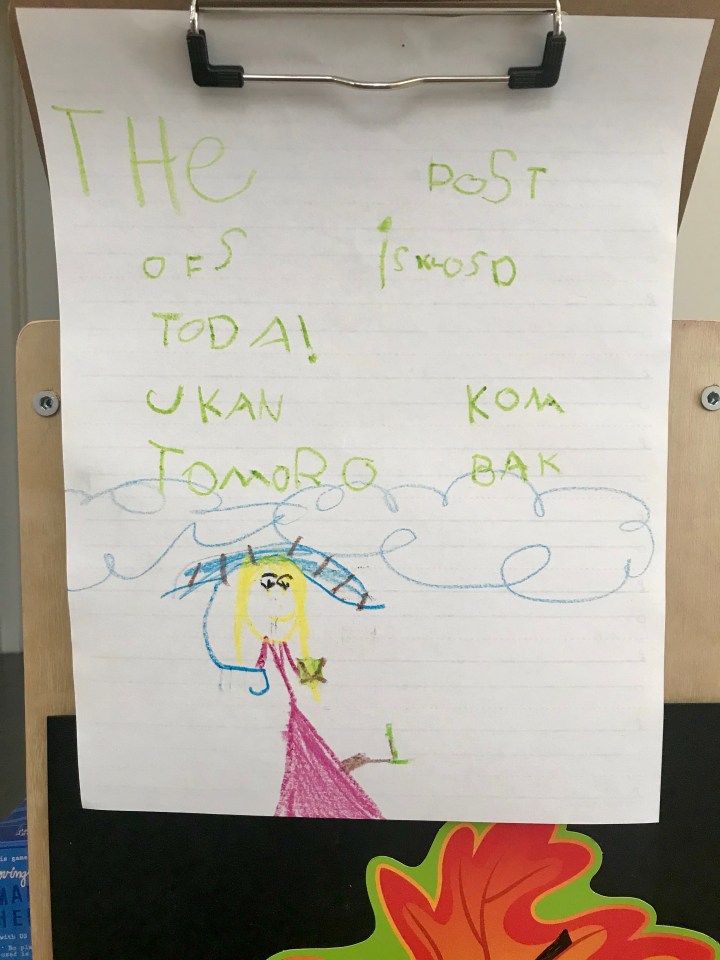 THe POST
OFS iSKLOSD
TODA!
UKAN KOM
TOMORO BAK